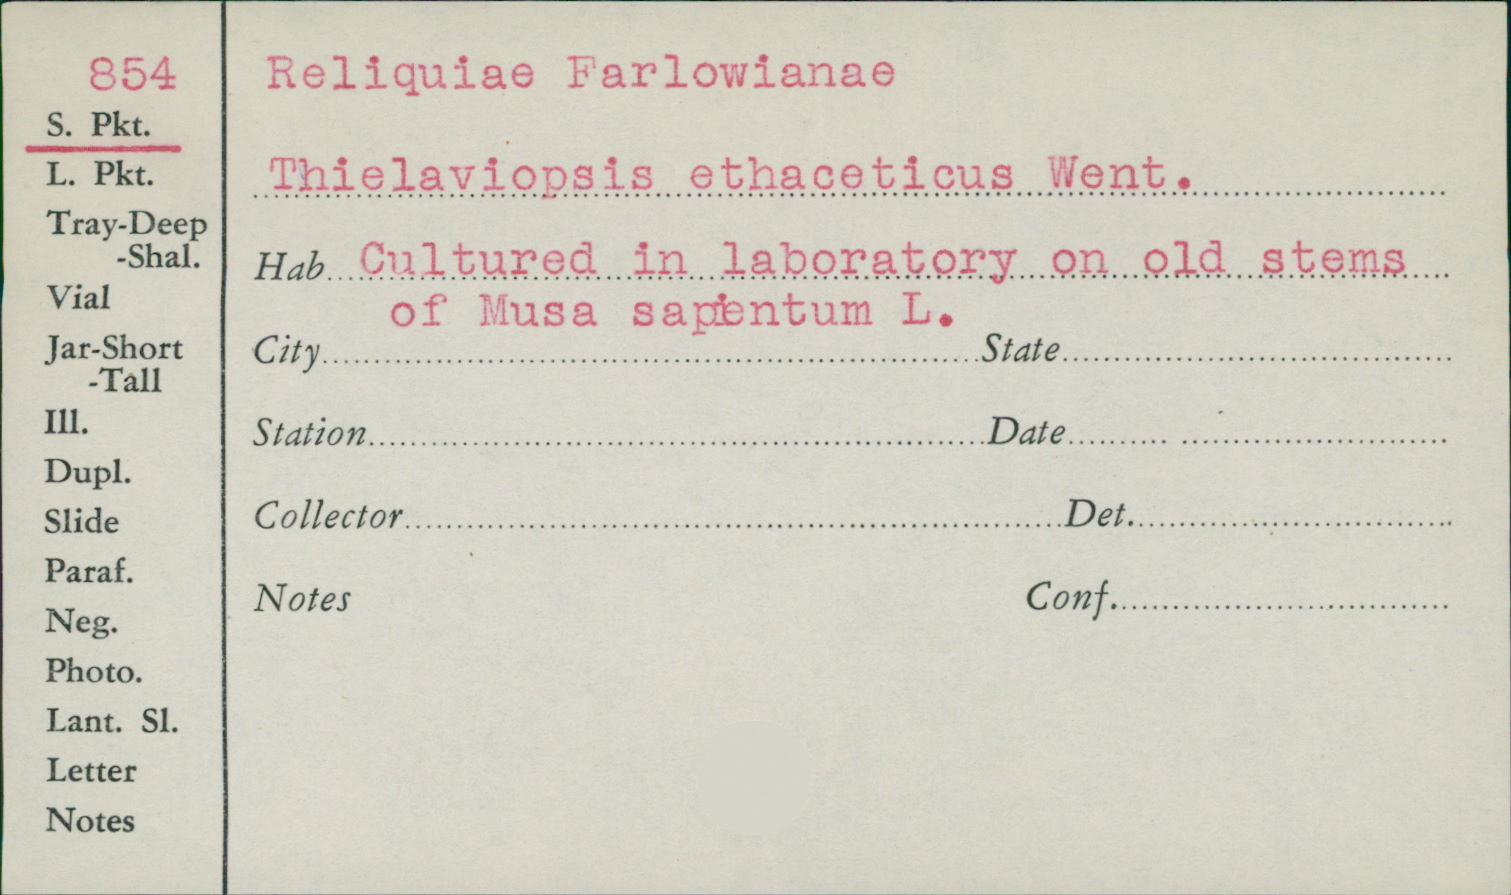 854
S. Pkt.
L. Pkt.
Tray-Deep
-Shal.
Vial
Jar-Short
-Tall
Ill.
Dupl.
Slide
Paraf.
Neg.
Photo.
Lant. Sl.
Letter
Notes
Reliquiae Farlowianae
Thielaviopsis ethaceticus Went.
Hab Cultured in laboratory on old stems
of Musa sapientum L.
City State
Station Date
Collector Det.
Notes Conf.